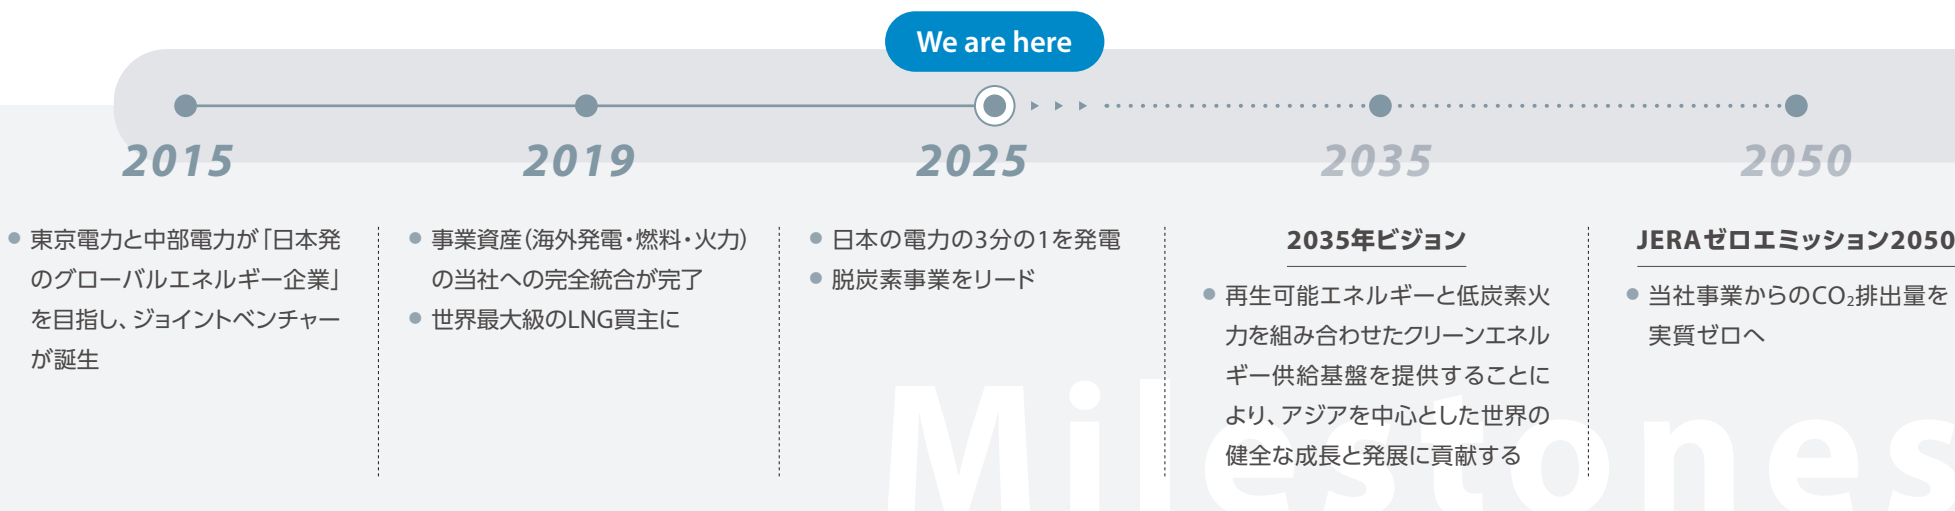 We are here
2015
2019
2025
2035
2050
● 東京電力と中部電力が「日本発
のグローバルエネルギー企業」
を目指し、ジョイントベンチャー
が誕生
● 事業資産(海外発電・燃料・火力)
の当社への完全統合が完了
● 世界最大級のLNG買主に
● 日本の電力の3分の1を発電
● 脱炭素事業をリード
2035年ビジョン
● 再生可能エネルギーと低炭素火
力を組み合わせたクリーンエネル
ギー供給基盤を提供することに
より、アジアを中心とした世界の
健全な成長と発展に貢献する
JERAゼロエミッション2050
● 当社事業からのCO₂排出量を
実質ゼロへ
Milestones